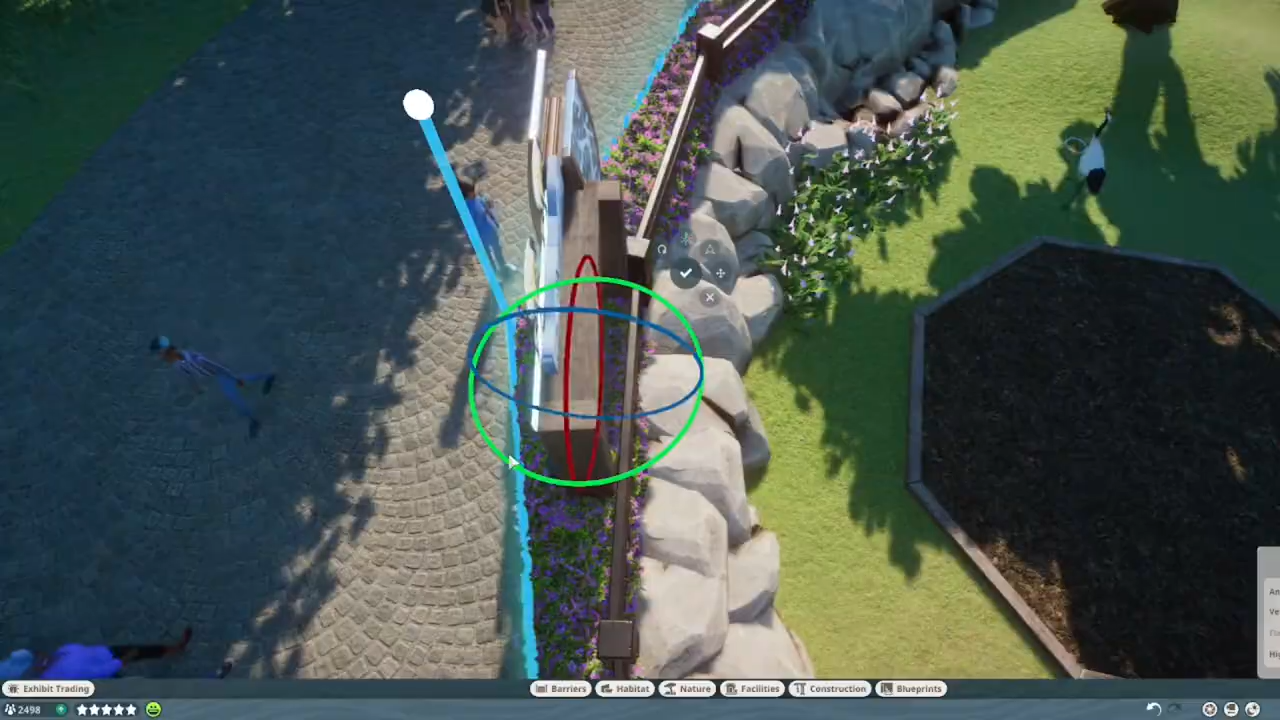 Exhibit Trading
Barriers
Habitat
Nature
Facilities
Construction
Blueprints
2498